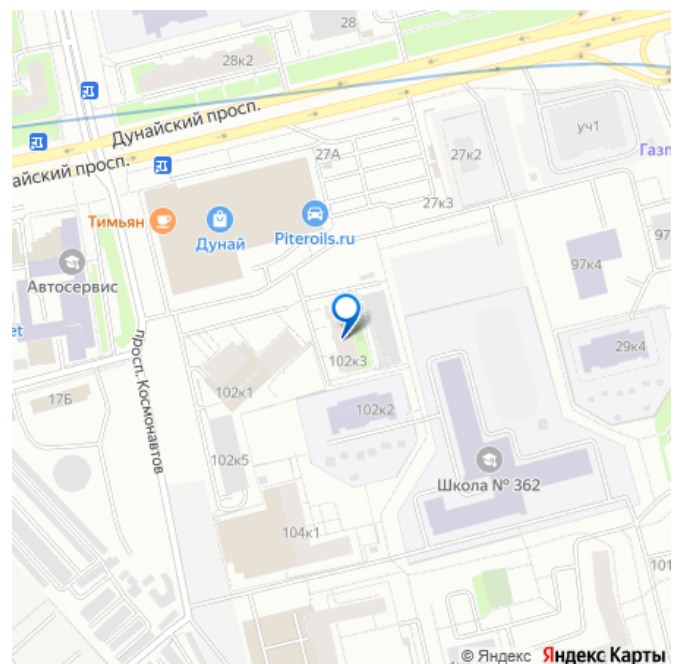 28
28к2
Дунайский просп.
айский просп.
27А
27к2
уч1
Газп
27к3
Тимьян
Дунай
Piteroils.ru
97
97к4
Автосервис
et
29к4
просп. Космонавтов
102к3
102к1
17Б
102к2
102к5
Школа № 362
104к1
101
© Яндекс Яндекс Карты